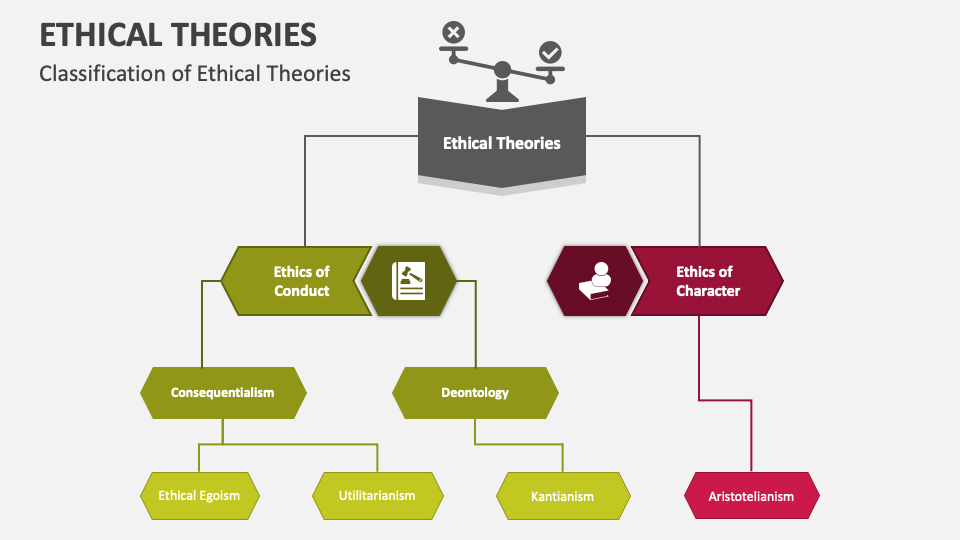 ETHICAL THEORIES
Classification of Ethical Theories
Ethical Theories
Ethics of
Conduct
Ethics of
Character
Consequentialism
Deontology
Ethical Egoism
Utilitarianism
Kantianism
Aristotelianism